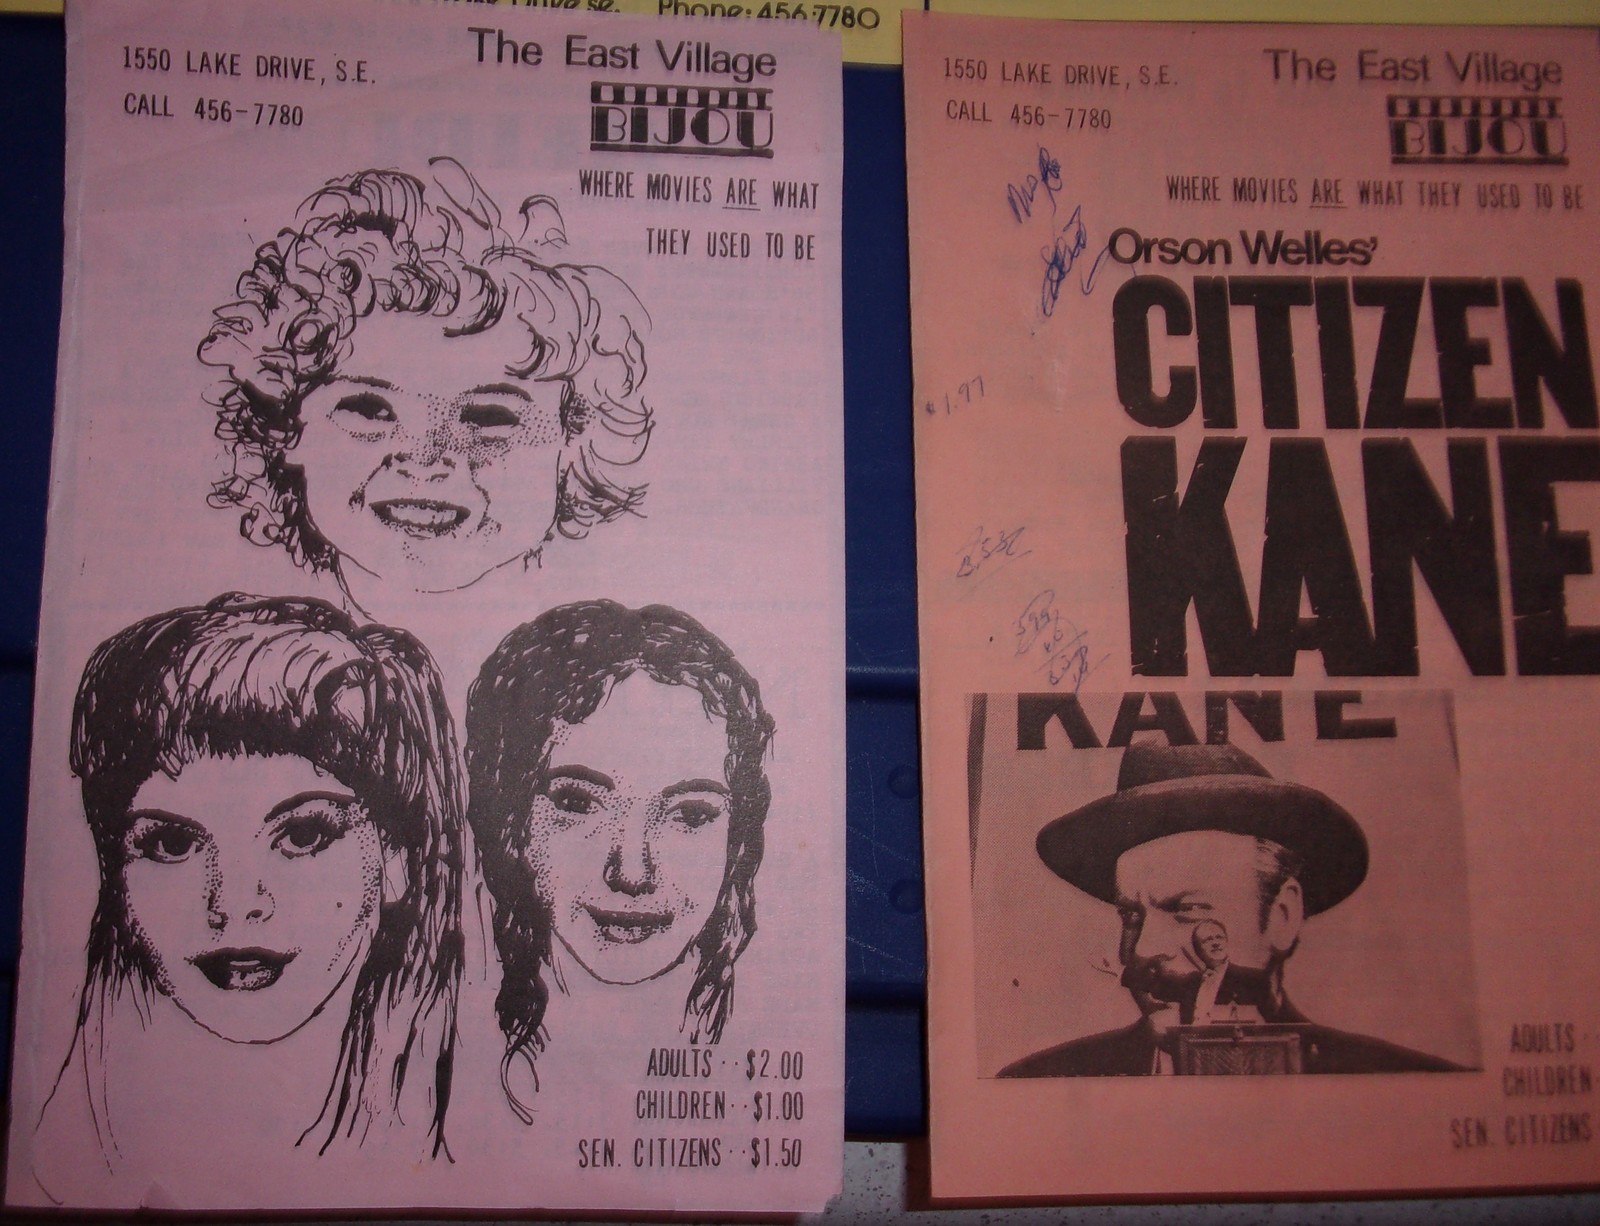 Phone: 456-7780
1550 LAKE DRIVE, S.E.
CALL 456-7780
The East Village
BIJOU
WHERE MOVIES ARE WHAT
THEY USED TO BE
ADULTS ·· $2.00
CHILDREN ·· $1.00
SEN. CITIZENS ·· $1.50
1550 LAKE DRIVE, S.E.
CALL 456-7780
The East Village
BIJOU
WHERE MOVIES ARE WHAT THEY USED TO BE
Orson Welles'
CITIZEN
KANE
$1.97
KANE
ADULTS ·
CHILDREN ·
SEN. CITIZENS